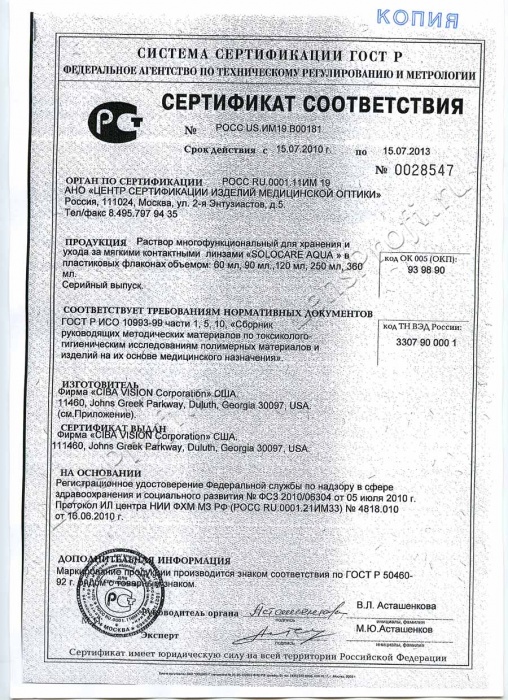 КОПИЯ
СИСТЕМА СЕРТИФИКАЦИИ ГОСТ Р
ФЕДЕРАЛЬНОЕ АГЕНТСТВО ПО ТЕХНИЧЕСКОМУ РЕГУЛИРОВАНИЮ И МЕТРОЛОГИИ
СЕРТИФИКАТ СООТВЕТСТВИЯ
№ РОСС US.ИМ19.В00181
Срок действия с 15.07.2010 г. по 15.07.2013
№ 0028547
ОРГАН ПО СЕРТИФИКАЦИИ РОСС RU.0001.11ИМ 19
АНО «ЦЕНТР СЕРТИФИКАЦИИ ИЗДЕЛИЙ МЕДИЦИНСКОЙ ОПТИКИ»
Россия, 111024, Москва, ул. 2-я Энтузиастов, д.5.
Тел/факс 8.495.797 94 35
ПРОДУКЦИЯ Раствор многофункциональный для хранения и
ухода за мягкими контактными линзами «SOLOCARE AQUA » в
пластиковых флаконах объемом: 60 мл, 90 мл.,120 мл, 250 мл, 360
мл.
Серийный выпуск.
код ОК 005 (ОКП):
93 98 90
СООТВЕТСТВУЕТ ТРЕБОВАНИЯМ НОРМАТИВНЫХ ДОКУМЕНТОВ
ГОСТ Р ИСО 10993-99 части 1, 5, 10, «Сборник
руководящих методических материалов по токсиколого-
гигиеническим исследованиям полимерных материалов и
изделий на их основе медицинского назначения».
код ТН ВЭД России:
3307 90 000 1
ИЗГОТОВИТЕЛЬ
Фирма «CIBA VISION Corporation» США.
11460, Johns Greek Parkway, Duluth, Georgia 30097, USA.
(см.Приложение).
СЕРТИФИКАТ ВЫДАН
Фирма «CIBA VISION Corporation» США.
11460, Johns Greek Parkway, Duluth, Georgia 30097, USA.
НА ОСНОВАНИИ
Регистрационное удостоверение Федеральной службы по надзору в сфере
здравоохранения и социального развития № ФСЗ 2010/06304 от 05 июля 2010 г.
Протокол ИЛ центра НИИ ФХМ МЗ РФ (РОСС RU.0001.21ИМ33) № 4818.010
от 16.06.2010 г.
ДОПОЛНИТЕЛЬНАЯ ИНФОРМАЦИЯ
Маркирование продукции производится знаком соответствия по ГОСТ Р 50460-
92 г. рядом с товарным знаком.
Руководитель органа
В.Л. Асташенкова
подпись
инициалы, фамилия
Эксперт
М.Ю.Асташенков
подпись
инициалы, фамилия
МОСКВА
Сертификат имеет юридическую силу на всей территории Российской Федерации